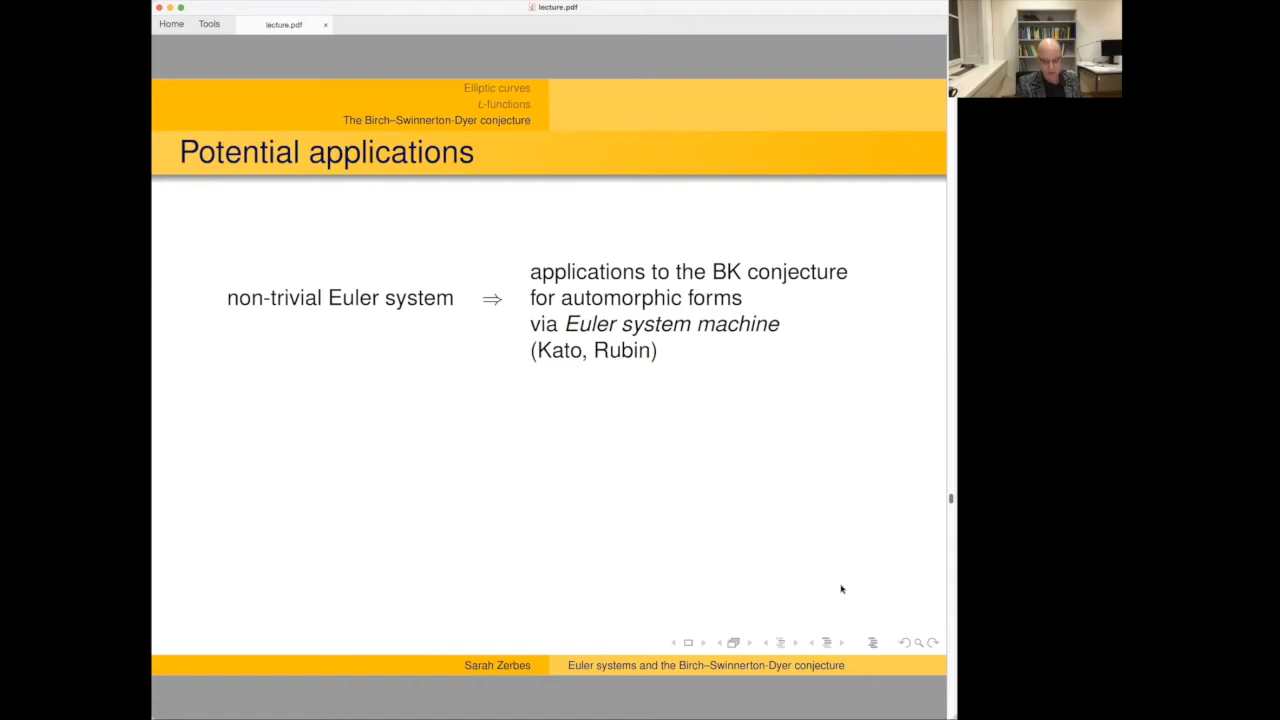 lecture.pdf
Home
Tools
lecture.pdf
×
Elliptic curves
L-functions
The Birch–Swinnerton-Dyer conjecture
Potential applications
non-trivial Euler system ⇒
applications to the BK conjecture
for automorphic forms
via Euler system machine
(Kato, Rubin)
Sarah Zerbes
Euler systems and the Birch–Swinnerton-Dyer conjecture